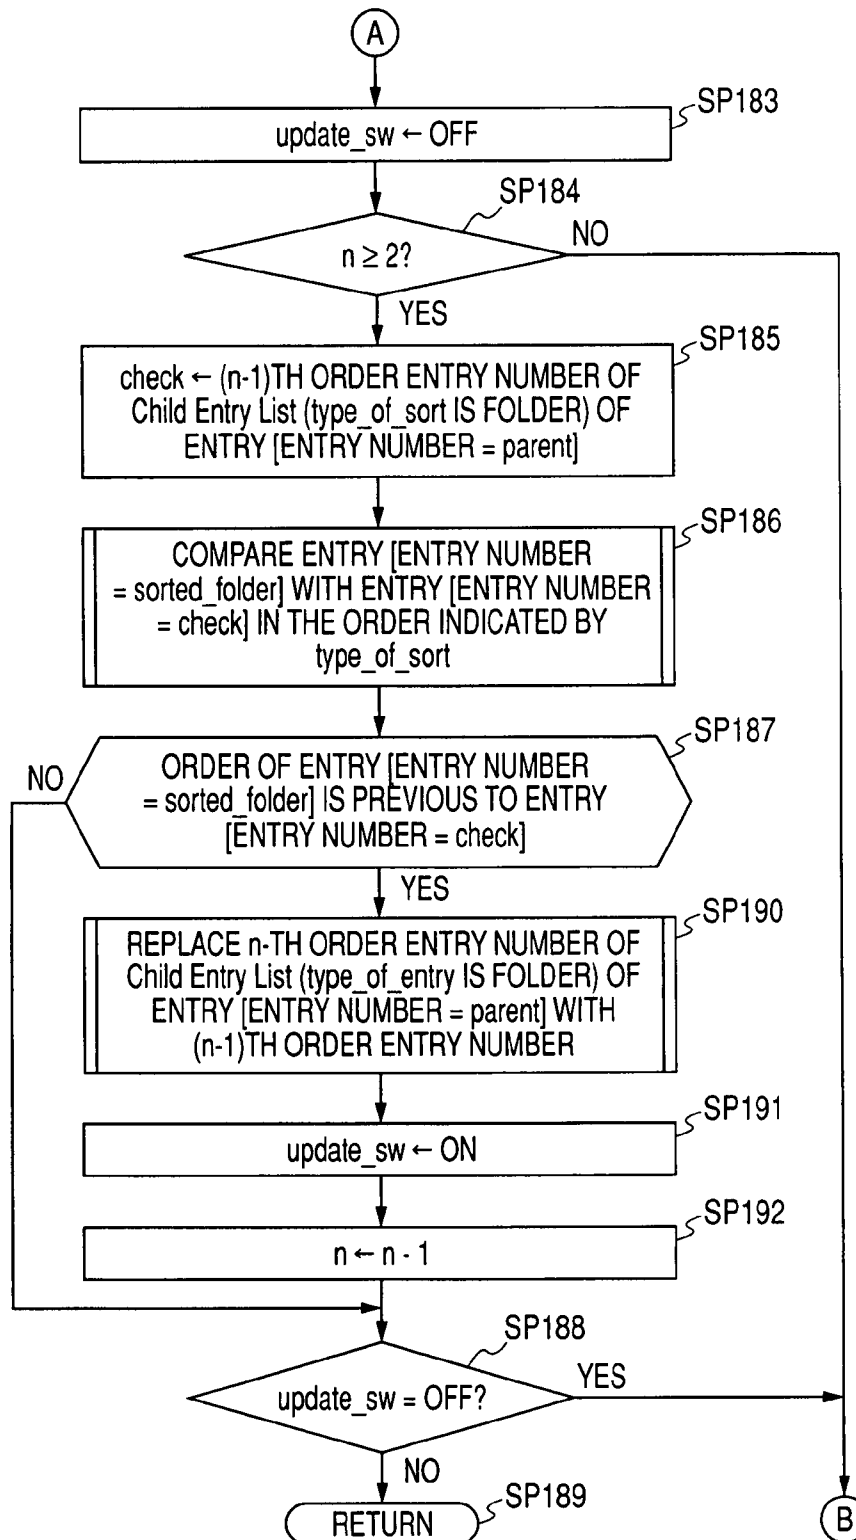 A
SP183
update_sw ← OFF
SP184
n ≥ 2?
NO
YES
SP185
check ← (n-1)TH ORDER ENTRY NUMBER OF
Child Entry List (type_of_sort IS FOLDER) OF
ENTRY [ENTRY NUMBER = parent]
SP186
COMPARE ENTRY [ENTRY NUMBER
= sorted_folder] WITH ENTRY [ENTRY NUMBER
= check] IN THE ORDER INDICATED BY
type_of_sort
SP187
NO
ORDER OF ENTRY [ENTRY NUMBER
= sorted_folder] IS PREVIOUS TO ENTRY
[ENTRY NUMBER = check]
YES
SP190
REPLACE n-TH ORDER ENTRY NUMBER OF
Child Entry List (type_of_entry IS FOLDER) OF
ENTRY [ENTRY NUMBER = parent] WITH
(n-1)TH ORDER ENTRY NUMBER
SP191
update_sw ← ON
SP192
n ← n - 1
SP188
update_sw = OFF?
YES
NO
SP189
RETURN
B